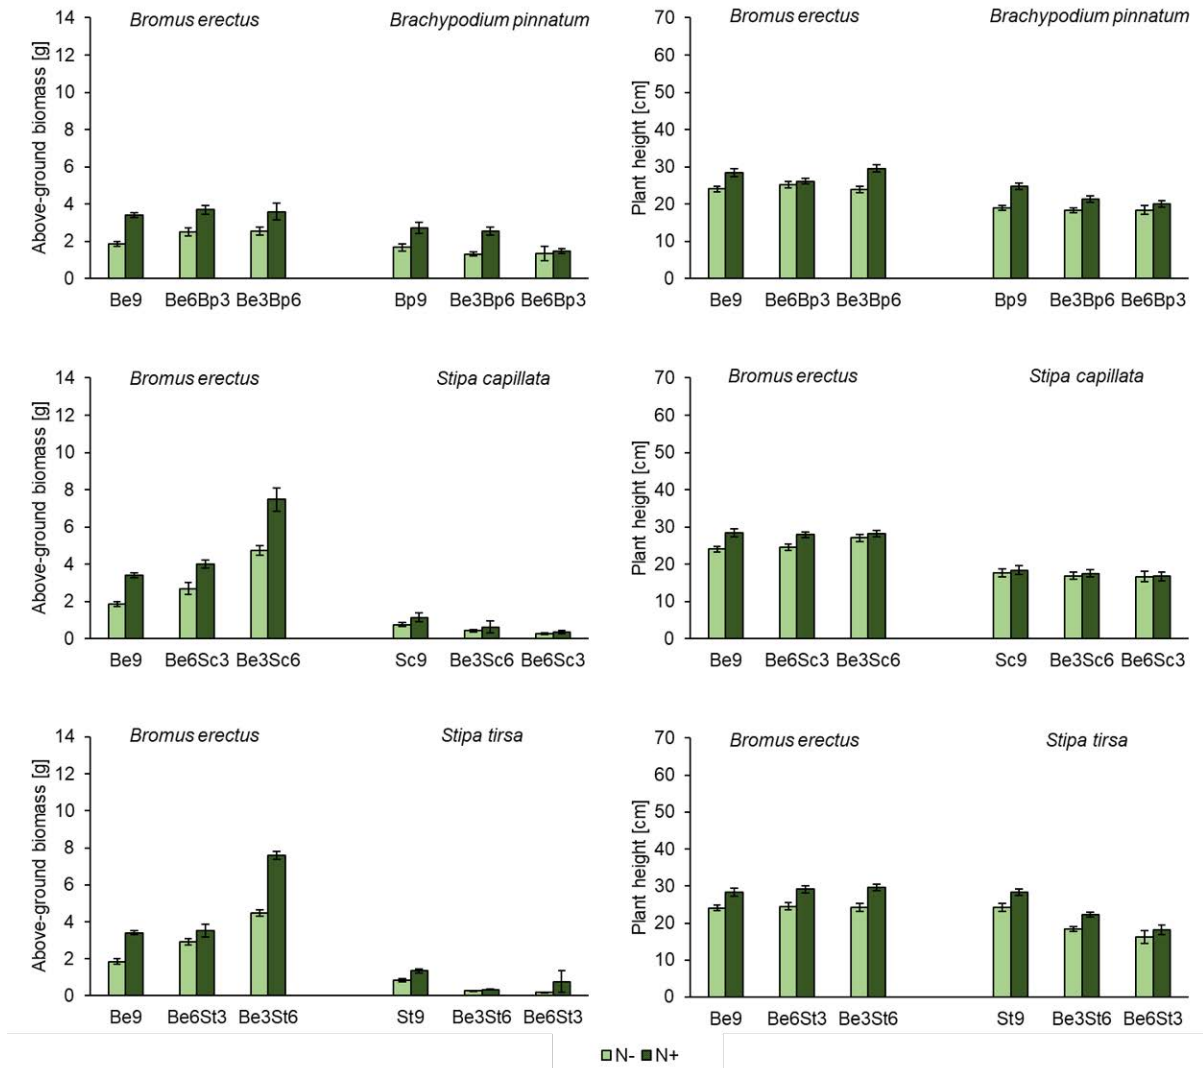 Bromus erectus Brachypodium pinnatum
Above-ground biomass [g]
14
12
10
8
6
4
2
0
Be9 Be6Bp3 Be3Bp6 Bp9 Be3Bp6 Be6Bp3
Bromus erectus Brachypodium pinnatum
Plant height [cm]
70
60
50
40
30
20
10
0
Be9 Be6Bp3 Be3Bp6 Bp9 Be3Bp6 Be6Bp3
Bromus erectus Stipa capillata
Above-ground biomass [g]
14
12
10
8
6
4
2
0
Be9 Be6Sc3 Be3Sc6 Sc9 Be3Sc6 Be6Sc3
Bromus erectus Stipa capillata
Plant height [cm]
70
60
50
40
30
20
10
0
Be9 Be6Sc3 Be3Sc6 Sc9 Be3Sc6 Be6Sc3
Bromus erectus Stipa tirsa
Above-ground biomass [g]
14
12
10
8
6
4
2
0
Be9 Be6St3 Be3St6 St9 Be3St6 Be6St3
Bromus erectus Stipa tirsa
Plant height [cm]
70
60
50
40
30
20
10
0
Be9 Be6St3 Be3St6 St9 Be3St6 Be6St3
N- N+